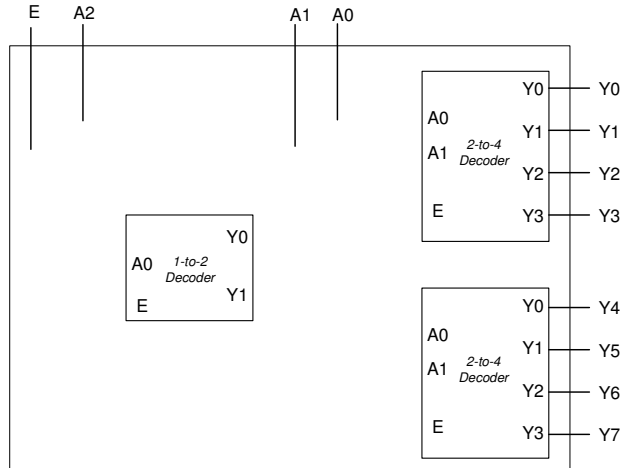 E A2 A1 A0
Y0 Y0
A0
Y1 Y1
A1 2-to-4
Decoder
Y2 Y2
E Y3 Y3
Y0
A0 1-to-2
Decoder
Y1
E
Y0 Y4
A0
Y1 Y5
A1 2-to-4
Decoder
Y2 Y6
E Y3 Y7